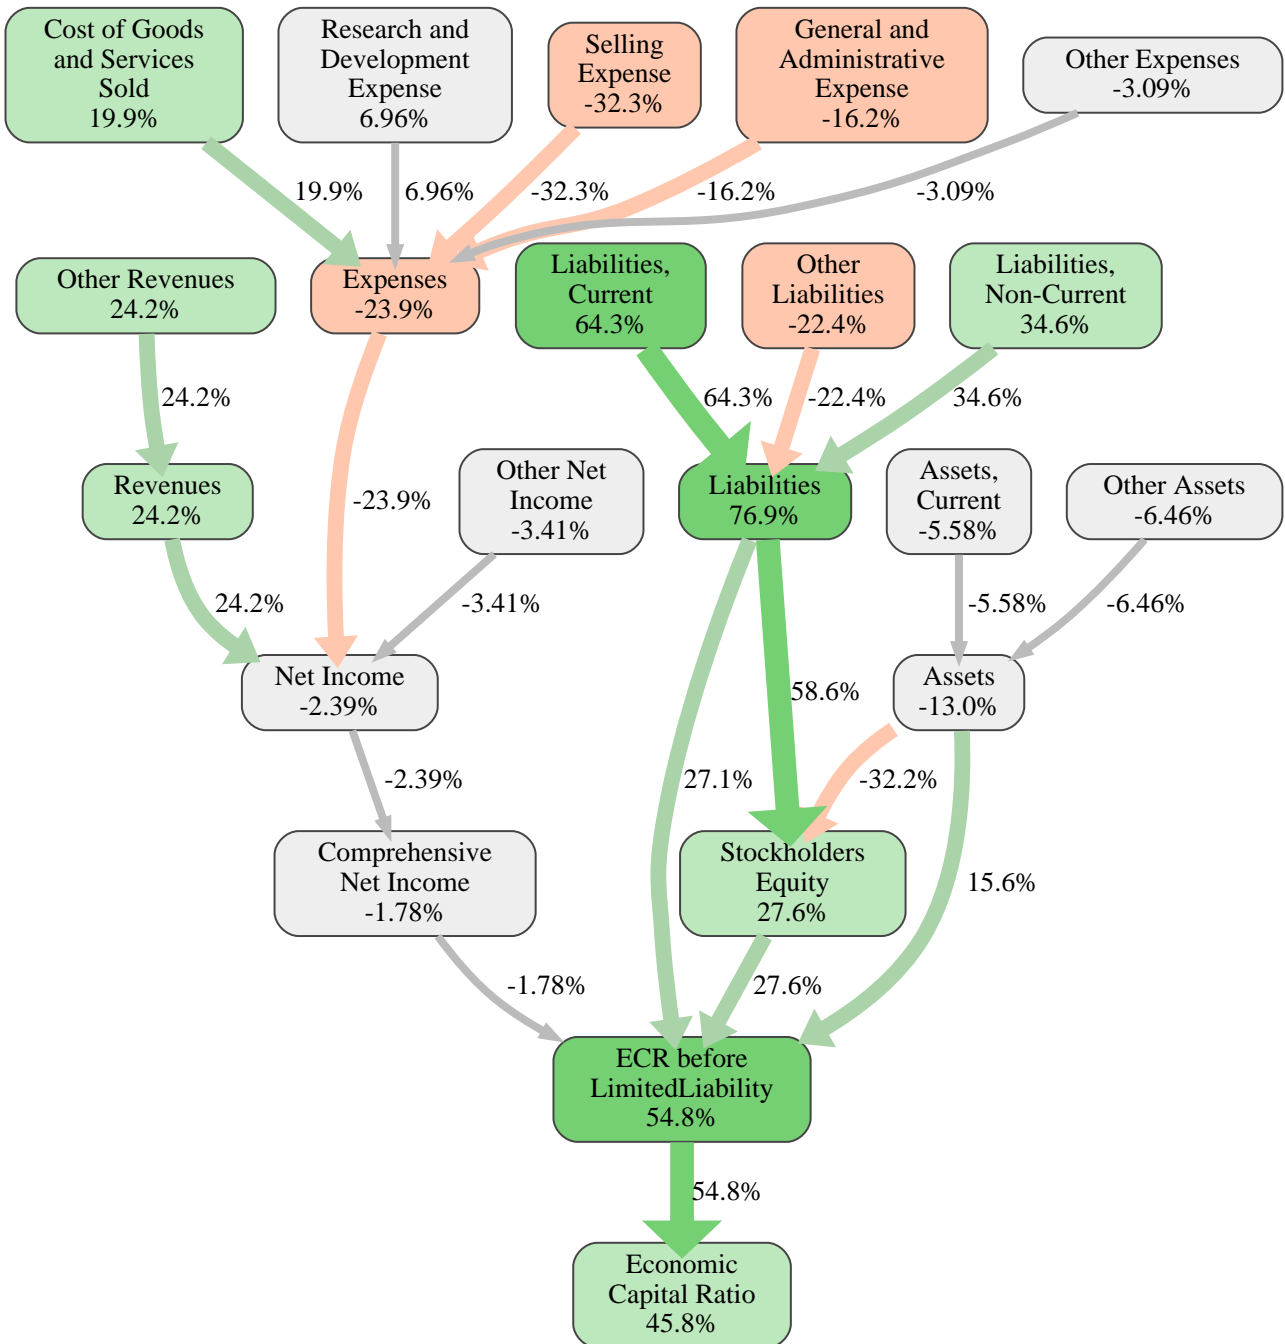 Cost of Goods
and Services
Sold
19.9%
Research and
Development
Expense
6.96%
Selling
Expense
-32.3%
General and
Administrative
Expense
-16.2%
Other Expenses
-3.09%
19.9%
6.96%
-32.3%
-16.2%
-3.09%
Other Revenues
24.2%
Expenses
-23.9%
Liabilities,
Current
64.3%
Other
Liabilities
-22.4%
Liabilities,
Non-Current
34.6%
24.2%
64.3%
-22.4%
34.6%
Revenues
24.2%
-23.9%
Other Net
Income
-3.41%
Liabilities
76.9%
Assets,
Current
-5.58%
Other Assets
-6.46%
24.2%
-3.41%
-5.58%
-6.46%
Net Income
-2.39%
58.6%
Assets
-13.0%
-2.39%
27.1%
-32.2%
Comprehensive
Net Income
-1.78%
Stockholders
Equity
27.6%
15.6%
-1.78%
27.6%
ECR before
LimitedLiability
54.8%
54.8%
Economic
Capital Ratio
45.8%